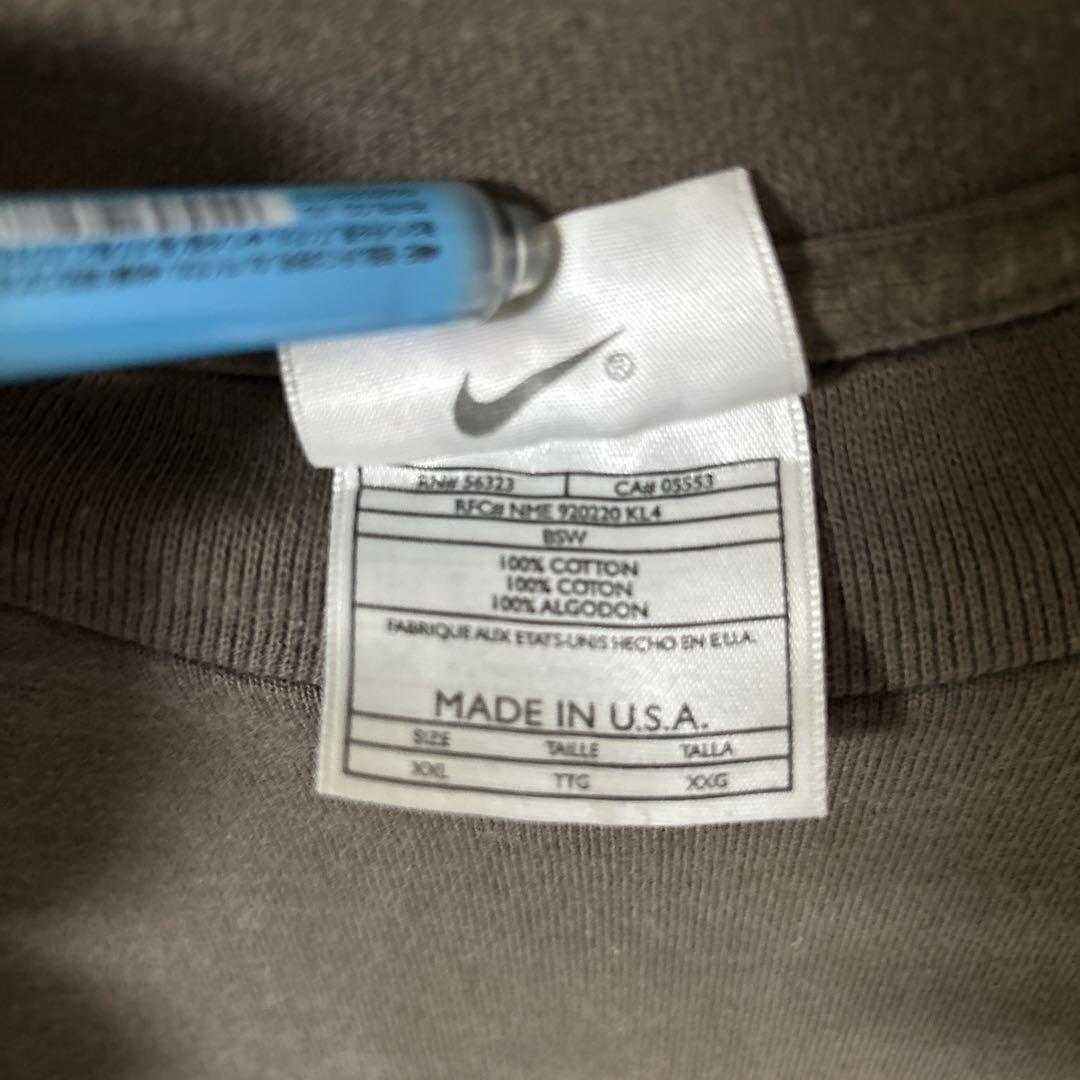 ®
RN# 56323 CA# 05553
RFC# NME 920220 KL4
BSW
100% COTTON
100% COTON
100% ALGODON
FABRIQUE AUX ETATS-UNIS HECHO EN E.U.A.
MADE IN U.S.A.
SIZE TAILLE TALLA
XXL TTG XXG